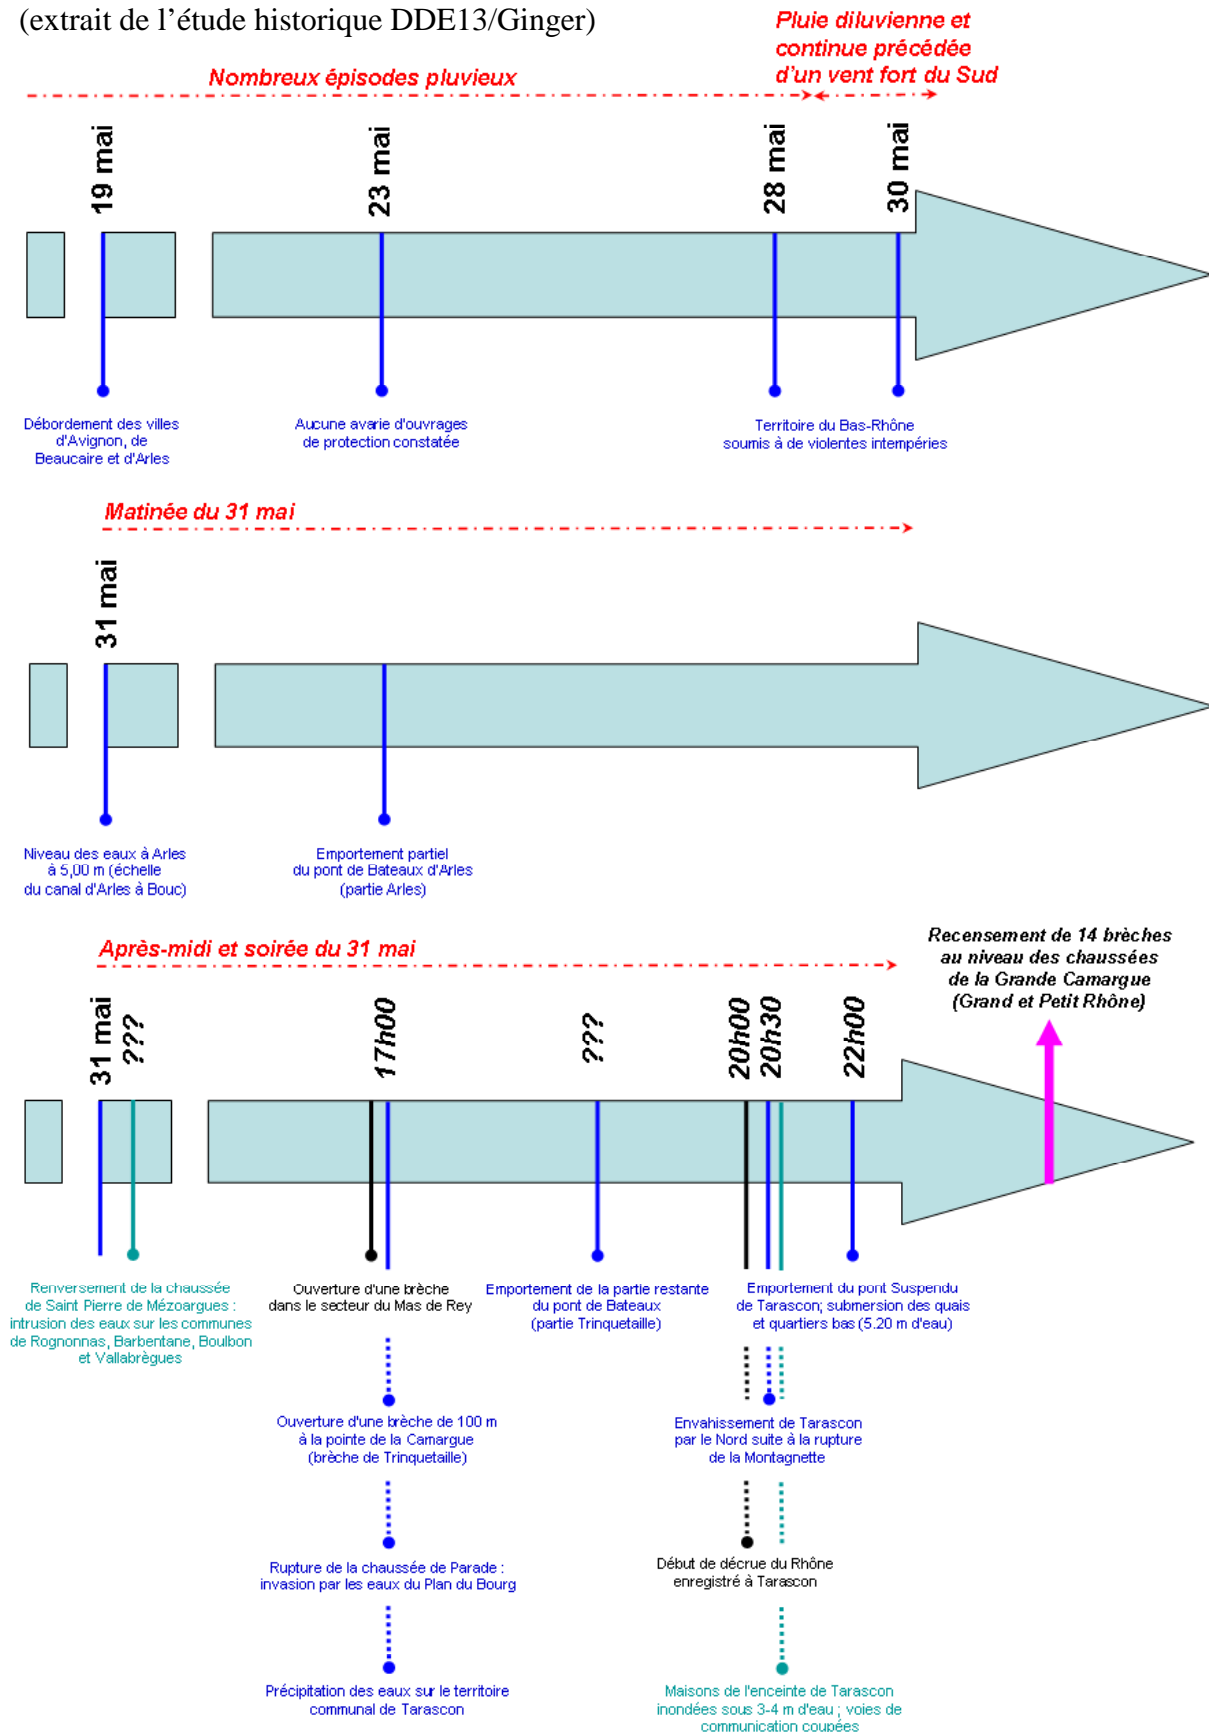 (extrait de l'étude historique DDE13/Ginger)
Pluie diluvienne et
continue précédée
d'un vent fort du Sud
Nombreux épisodes pluvieux
19 mai
23 mai
28 mai
30 mai
Débordement des villes
d'Avignon, de
Beaucaire et d'Arles
Aucune avarie d'ouvrages
de protection constatée
Territoire du Bas-Rhône
soumis à de violentes intempéries
Matinée du 31 mai
31 mai
Niveau des eaux à Arles
à 5,00 m (échelle
du canal d'Arles à Bouc)
Emportement partiel
du pont de Bateaux d'Arles
(partie Arles)
Après-midi et soirée du 31 mai
Recensement de 14 brèches
au niveau des chaussées
de la Grande Camargue
(Grand et Petit Rhône)
31 mai
???
17h00
???
20h00
20h30
22h00
Renversement de la chaussée
de Saint Pierre de Mézoargues :
intrusion des eaux sur les communes
de Rognonnas, Barbentane, Boulbon
et Vallabrègues
Ouverture d'une brèche
dans le secteur du Mas de Rey
Emportement de la partie restante
du pont de Bateaux
(partie Trinquetaille)
Emportement du pont Suspendu
de Tarascon; submersion des quais
et quartiers bas (5.20 m d'eau)
Ouverture d'une brèche de 100 m
à la pointe de la Camargue
(brèche de Trinquetaille)
Envahissement de Tarascon
par le Nord suite à la rupture
de la Montagnette
Rupture de la chaussée de Parade :
invasion par les eaux du Plan du Bourg
Début de décrue du Rhône
enregistré à Tarascon
Précipitation des eaux sur le territoire
communal de Tarascon
Maisons de l'enceinte de Tarascon
inondées sous 3-4 m d'eau ; voies de
communication coupées